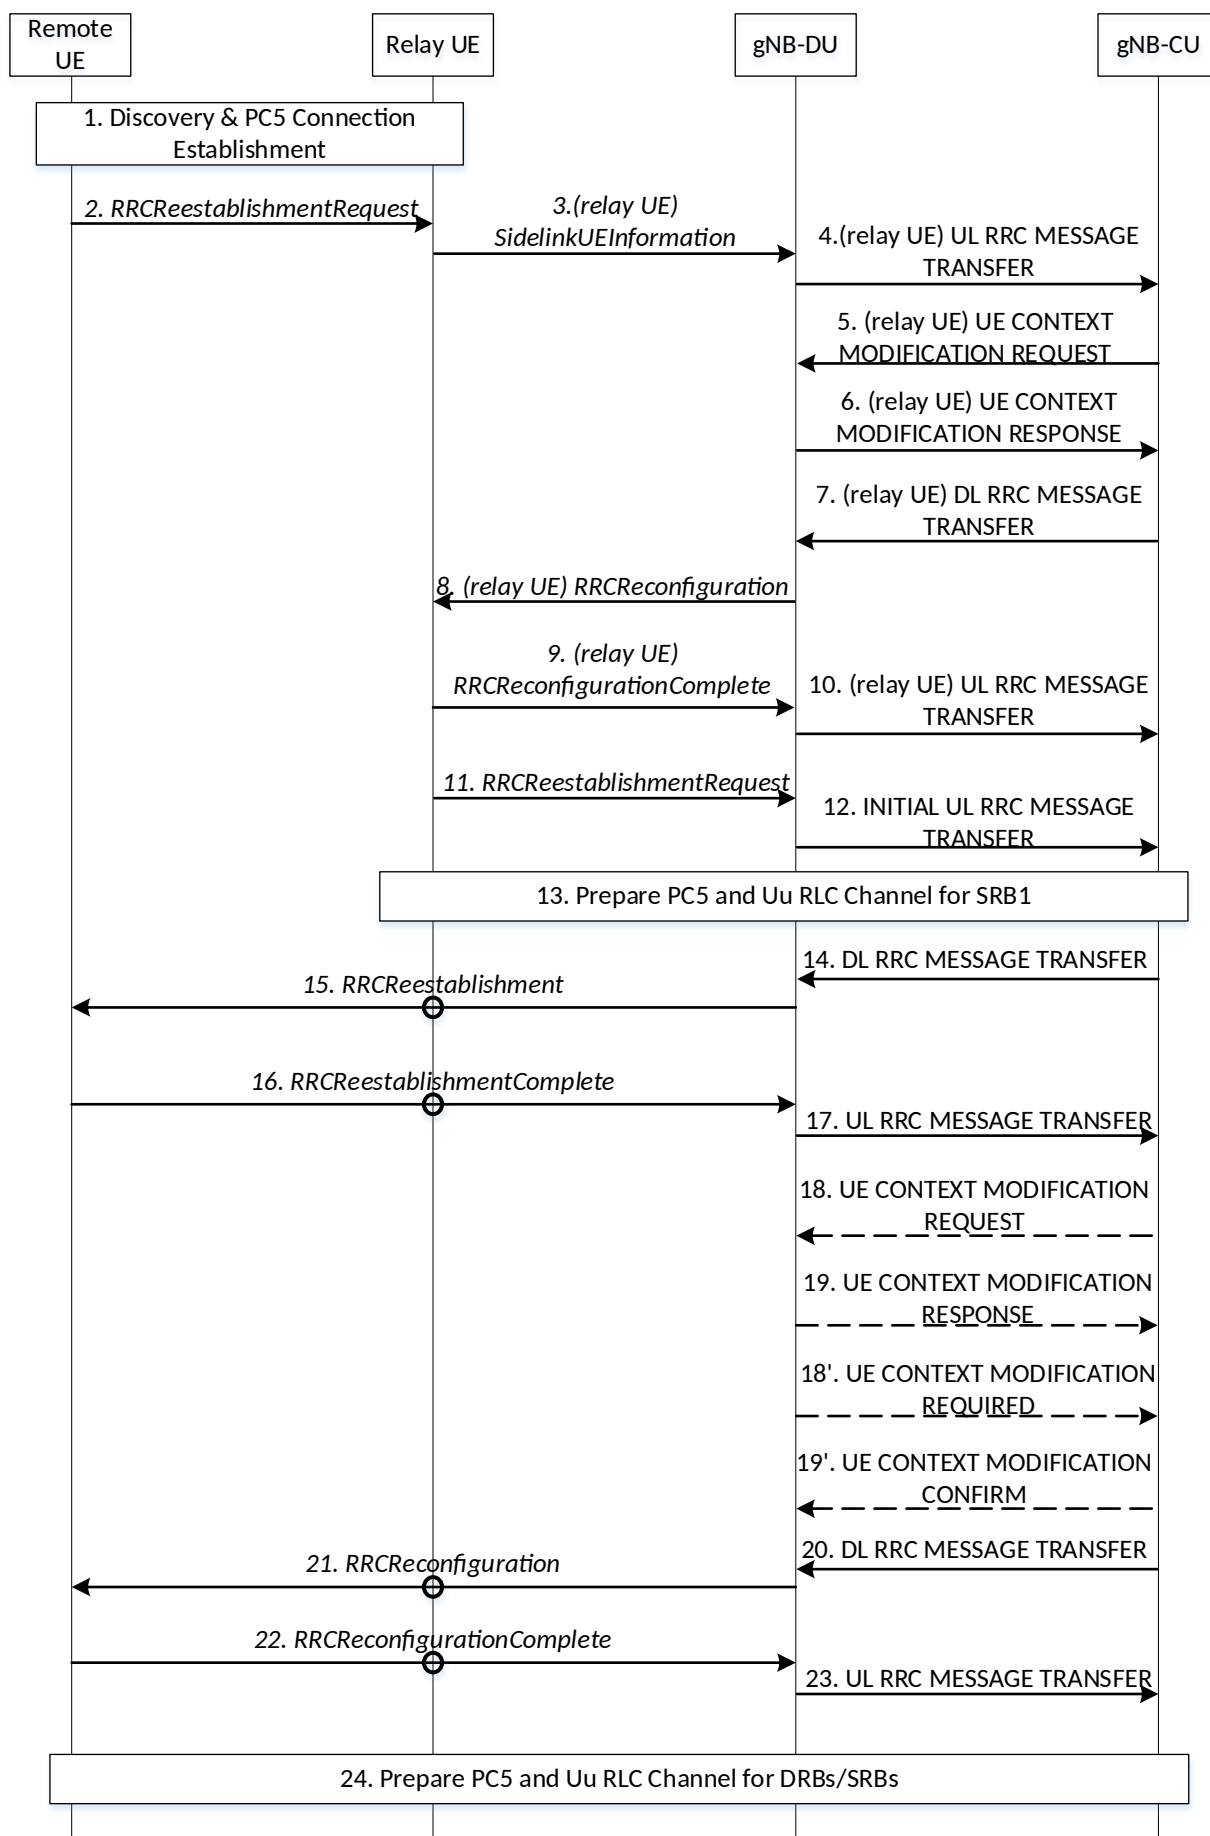 Remote
UE
Relay UE
gNB-DU
gNB-CU
1. Discovery & PC5 Connection
Establishment
2. RRCReestablishmentRequest
3.(relay UE)
SidelinkUEInformation
4.(relay UE) UL RRC MESSAGE
TRANSFER
5. (relay UE) UE CONTEXT
MODIFICATION REQUEST
6. (relay UE) UE CONTEXT
MODIFICATION RESPONSE
7. (relay UE) DL RRC MESSAGE
TRANSFER
8. (relay UE) RRCReconfiguration
9. (relay UE)
RRCReconfigurationComplete
10. (relay UE) UL RRC MESSAGE
TRANSFER
11. RRCReestablishmentRequest
12. INITIAL UL RRC MESSAGE
TRANSFER
13. Prepare PC5 and Uu RLC Channel for SRB1
14. DL RRC MESSAGE TRANSFER
15. RRCReestablishment
16. RRCReestablishmentComplete
17. UL RRC MESSAGE TRANSFER
18. UE CONTEXT MODIFICATION
REQUEST
19. UE CONTEXT MODIFICATION
RESPONSE
18'. UE CONTEXT MODIFICATION
REQUIRED
19'. UE CONTEXT MODIFICATION
CONFIRM
20. DL RRC MESSAGE TRANSFER
21. RRCReconfiguration
22. RRCReconfigurationComplete
23. UL RRC MESSAGE TRANSFER
24. Prepare PC5 and Uu RLC Channel for DRBs/SRBs